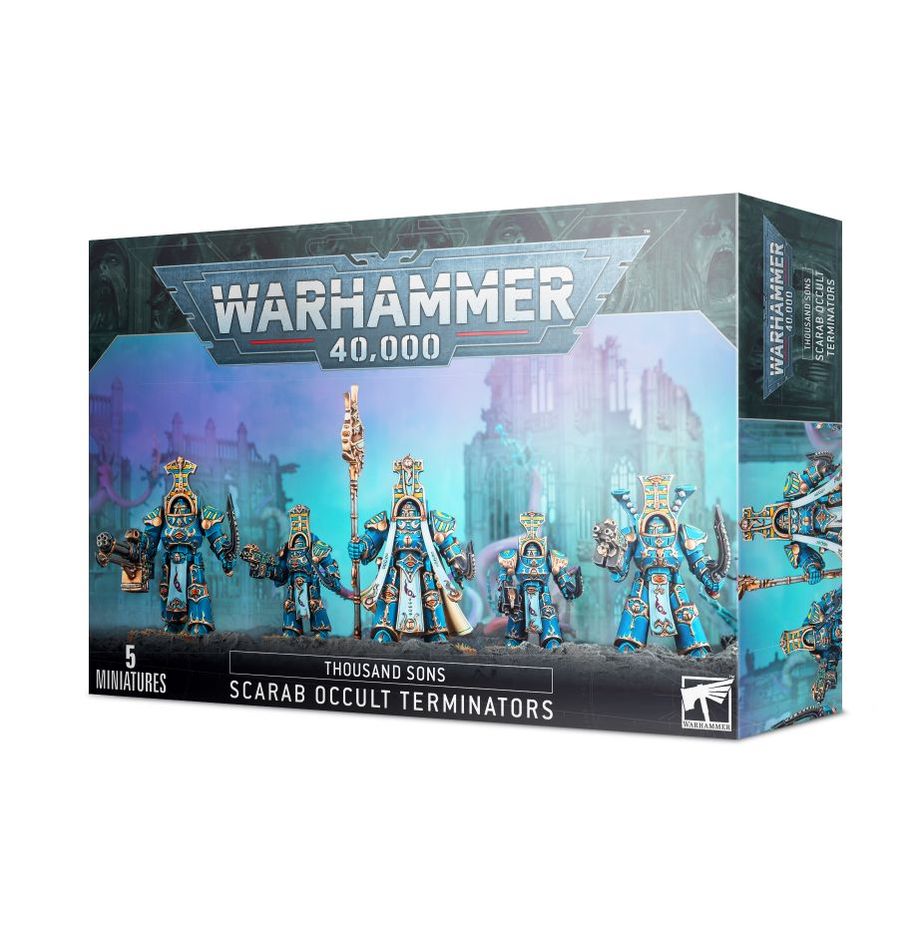 WARHAMMER
™
40,000
5
MINIATURES
THOUSAND SONS
SCARAB OCCULT TERMINATORS
WARHAMMER
WARHAMMER
40,000
THOUSAND SONS
SCARAB OCCULT
TERMINATORS